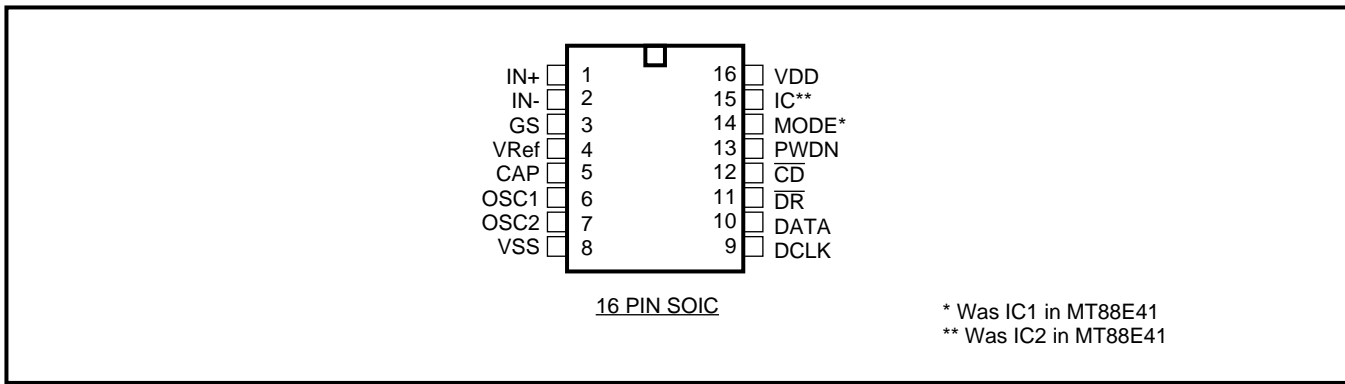 IN+ 1 16 VDD
IN- 2 15 IC**
GS 3 14 MODE*
VRef 4 13 PWDN
CAP 5 12 C̅D̅
OSC1 6 11 D̅R̅
OSC2 7 10 DATA
VSS 8 9 DCLK
16 PIN SOIC
* Was IC1 in MT88E41
** Was IC2 in MT88E41